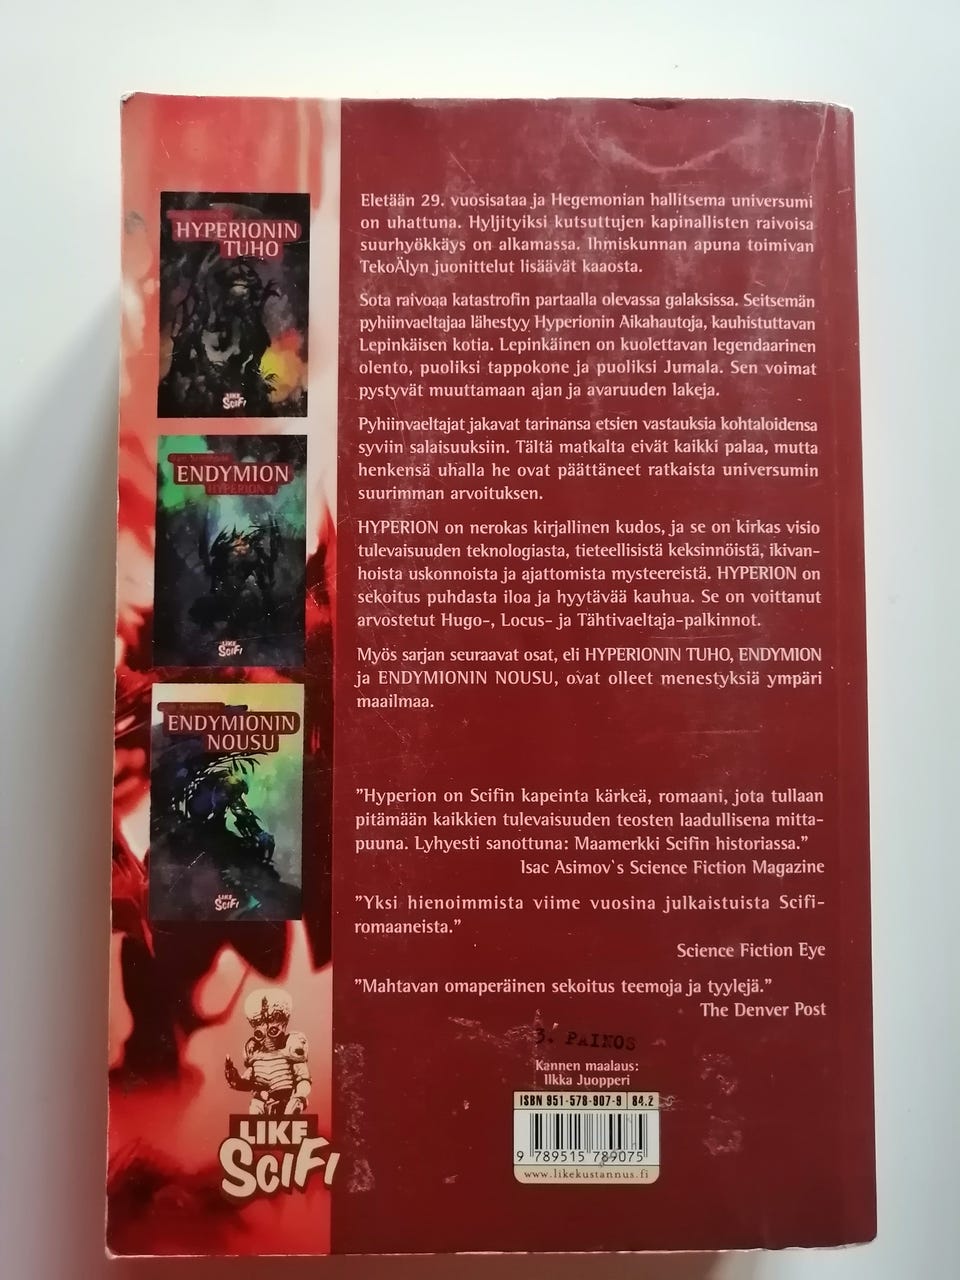 HYPERIONIN
TUHO
LIKE
SCIFI
ENDYMION
HYPERION
LIKE
SCIFI
ENDYMIONIN
NOUSU
LIKE
SCIFI
LIKE
SCIFI
Eletään 29. vuosisataa ja Hegemonian hallitsema universumi
on uhattuna. Hyljityiksi kutsuttujen kapinallisten raivoisa
suurhyökkäys on alkamassa. Ihmiskunnan apuna toimivan
TekoÄlyn juonittelut lisäävät kaaosta.
Sota raivoaa katastrofin partaalla olevassa galaksissa. Seitsemän
pyhiinvaeltajaa lähestyy Hyperionin Aikahautoja, kauhistuttavan
Lepinkäisen kotia. Lepinkäinen on kuolettavan legendaarinen
olento, puoliksi tappokone ja puoliksi Jumala. Sen voimat
pystyvät muuttamaan ajan ja avaruuden lakeja.
Pyhiinvaeltajat jakavat tarinansa etsien vastauksia kohtaloidensa
syviin salaisuuksiin. Tältä matkalta eivät kaikki palaa, mutta
henkensä uhalla he ovat päättäneet ratkaista universumin
suurimman arvoituksen.
HYPERION on nerokas kirjallinen kudos, ja se on kirkas visio
tulevaisuuden teknologiasta, tieteellisistä keksinnöistä, ikivan-
hoista uskonnoista ja ajattomista mysteereistä. HYPERION on
sekoitus puhdasta iloa ja hyytävää kauhua. Se on voittanut
arvostetut Hugo-, Locus- ja Tähtivaeltaja-palkinnot.
Myös sarjan seuraavat osat, eli HYPERIONIN TUHO, ENDYMION
ja ENDYMIONIN NOUSU, ovat olleet menestyksiä ympäri
maailmaa.
”Hyperion on Scifin kapeinta kärkeä, romaani, jota tullaan
pitämään kaikkien tulevaisuuden teosten laadullisena mitta-
puuna. Lyhyesti sanottuna: Maamerkki Scifin historiassa.”
Isac Asimov`s Science Fiction Magazine
”Yksi hienoimmista viime vuosina julkaistuista Scifi-
romaaneista.”
Science Fiction Eye
”Mahtavan omaperäinen sekoitus teemoja ja tyylejä.”
The Denver Post
3. PAINOS
Kannen maalaus:
Ilkka Juopperi
ISBN 951-578-907-9 84.2
9 789515 789075
www.likekustannus.fi